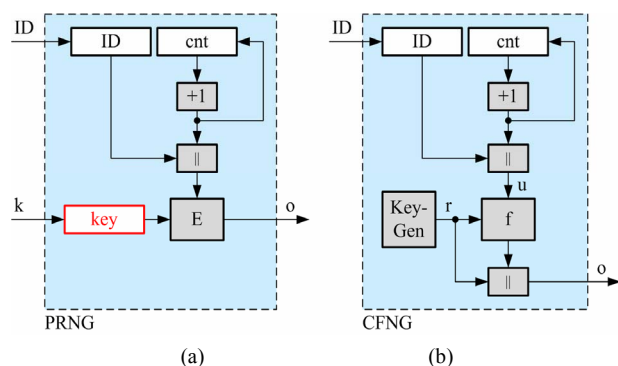 ID
ID
cnt
+1
||
k
key
E
o
PRNG
(a)
ID
ID
cnt
+1
||
u
Key-
Gen
r
f
||
o
CFNG
(b)